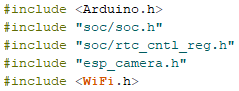 #include <Arduino.h>
#include "soc/soc.h"
#include "soc/rtc_cntl_reg.h"
#include "esp_camera.h"
#include <WiFi.h>